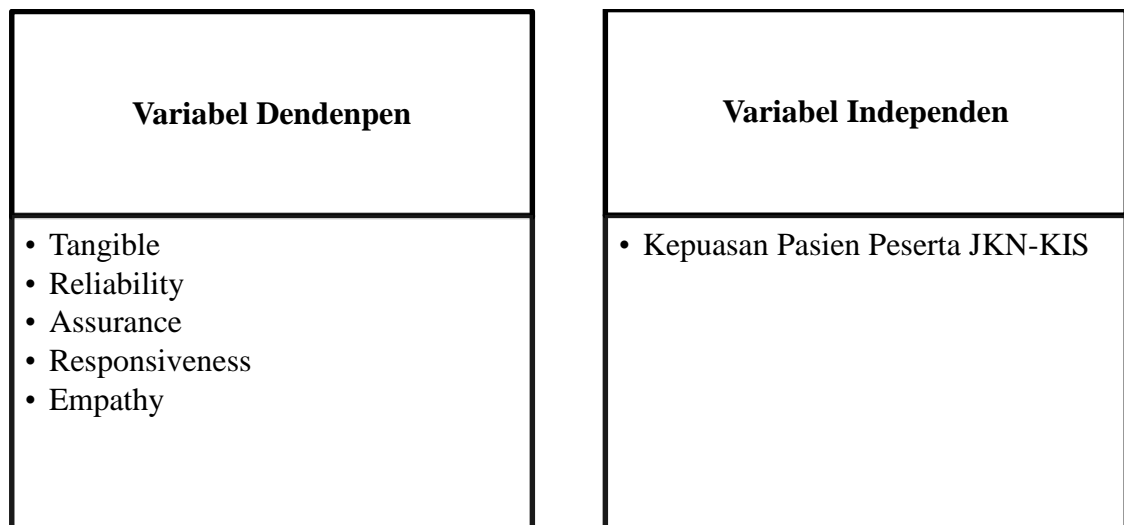 Variabel Dendenpen
• Tangible
• Reliability
• Assurance
• Responsiveness
• Empathy
Variabel Independen
• Kepuasan Pasien Peserta JKN-KIS